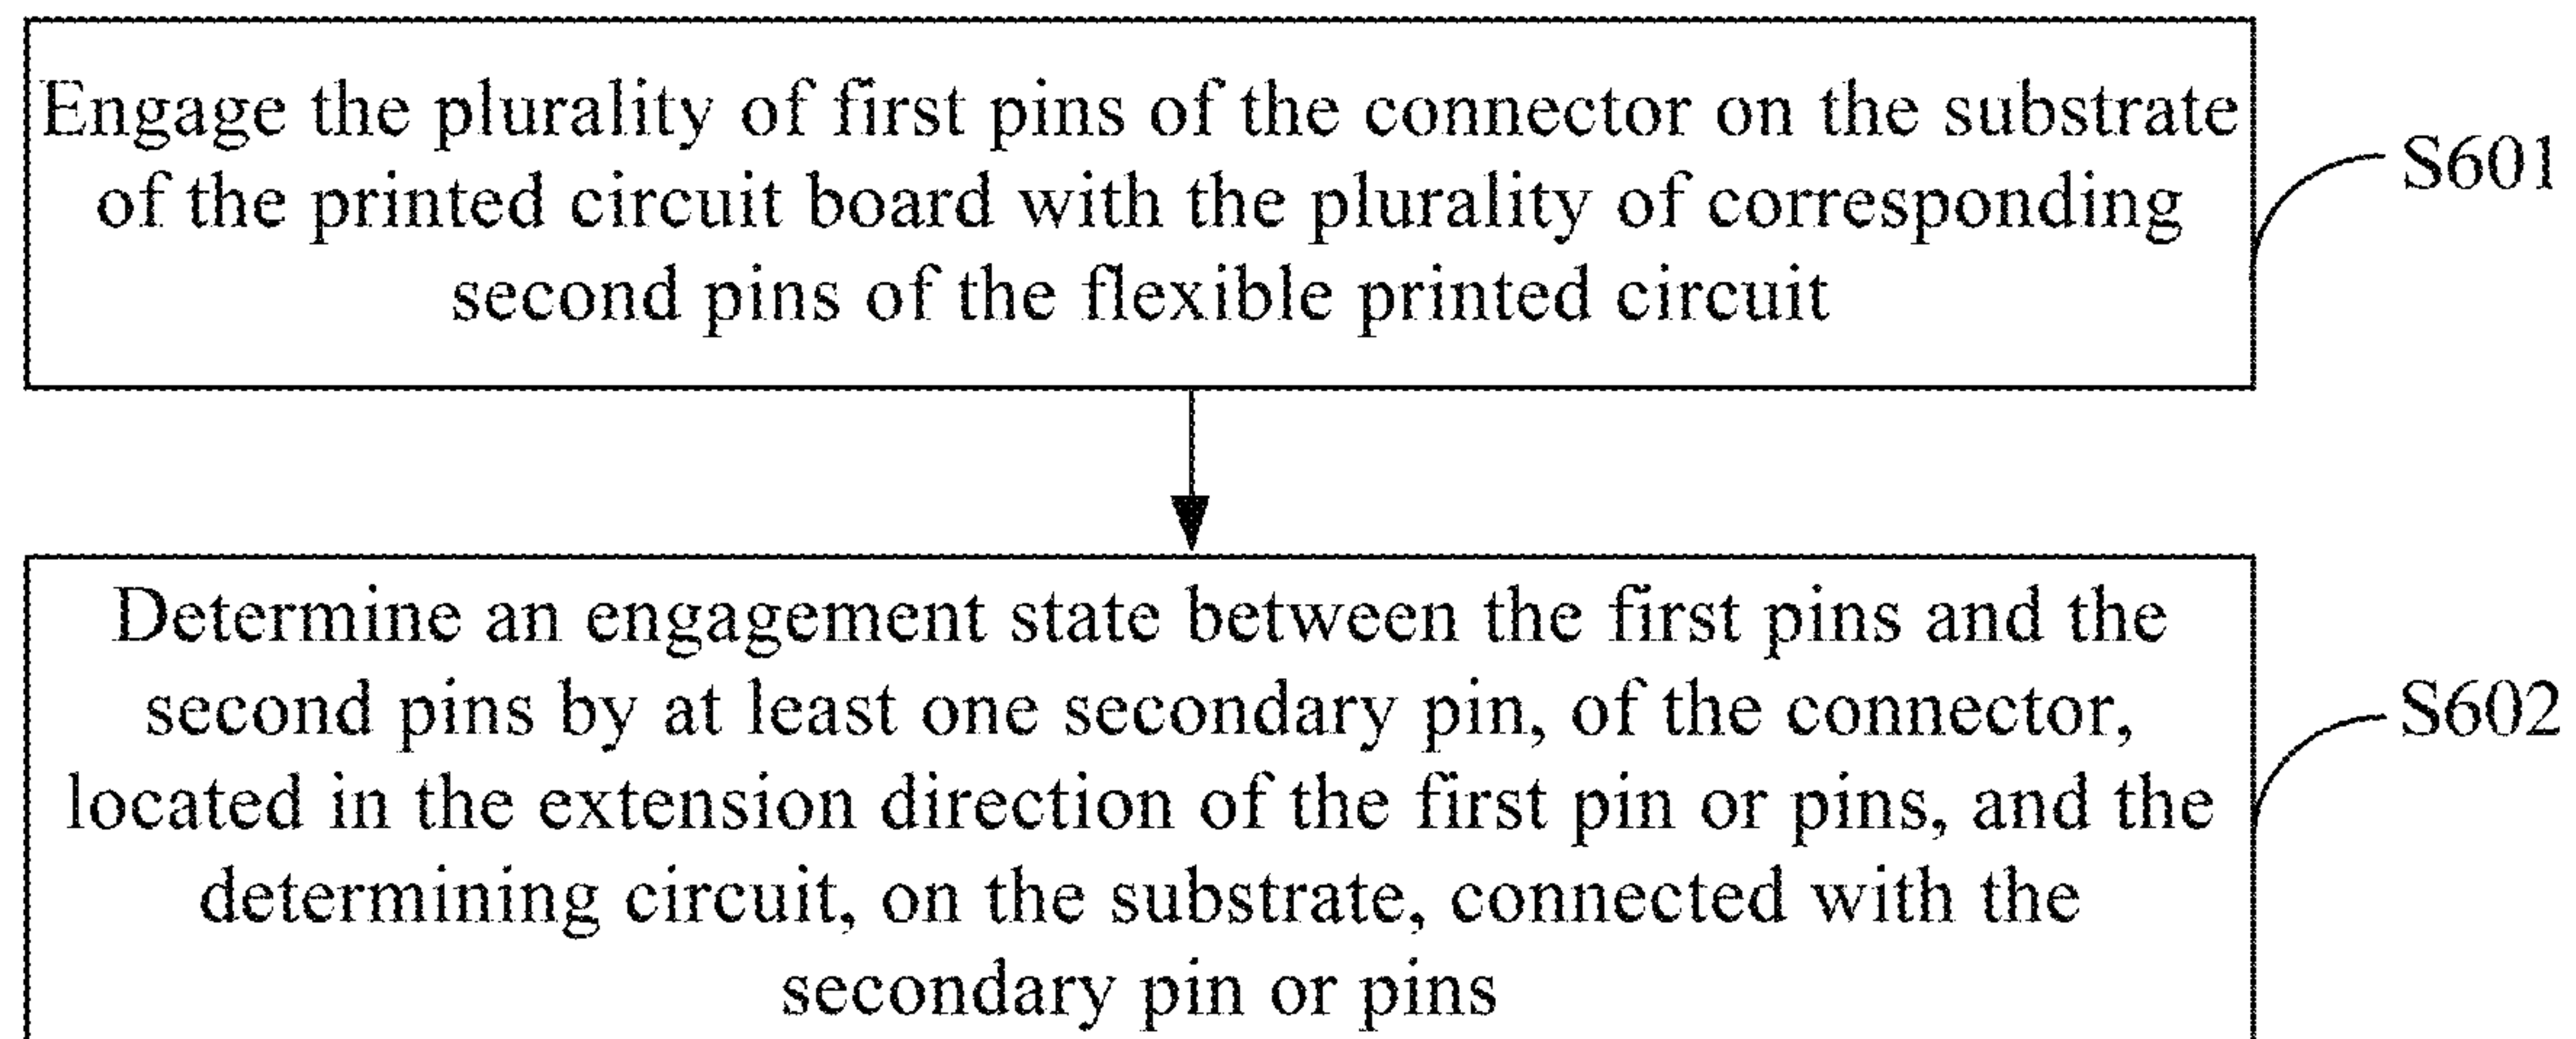 Engage the plurality of first pins of the connector on the substrate
of the printed circuit board with the plurality of corresponding
second pins of the flexible printed circuit
S601
Determine an engagement state between the first pins and the
second pins by at least one secondary pin, of the connector,
located in the extension direction of the first pin or pins, and the
determining circuit, on the substrate, connected with the
secondary pin or pins
S602